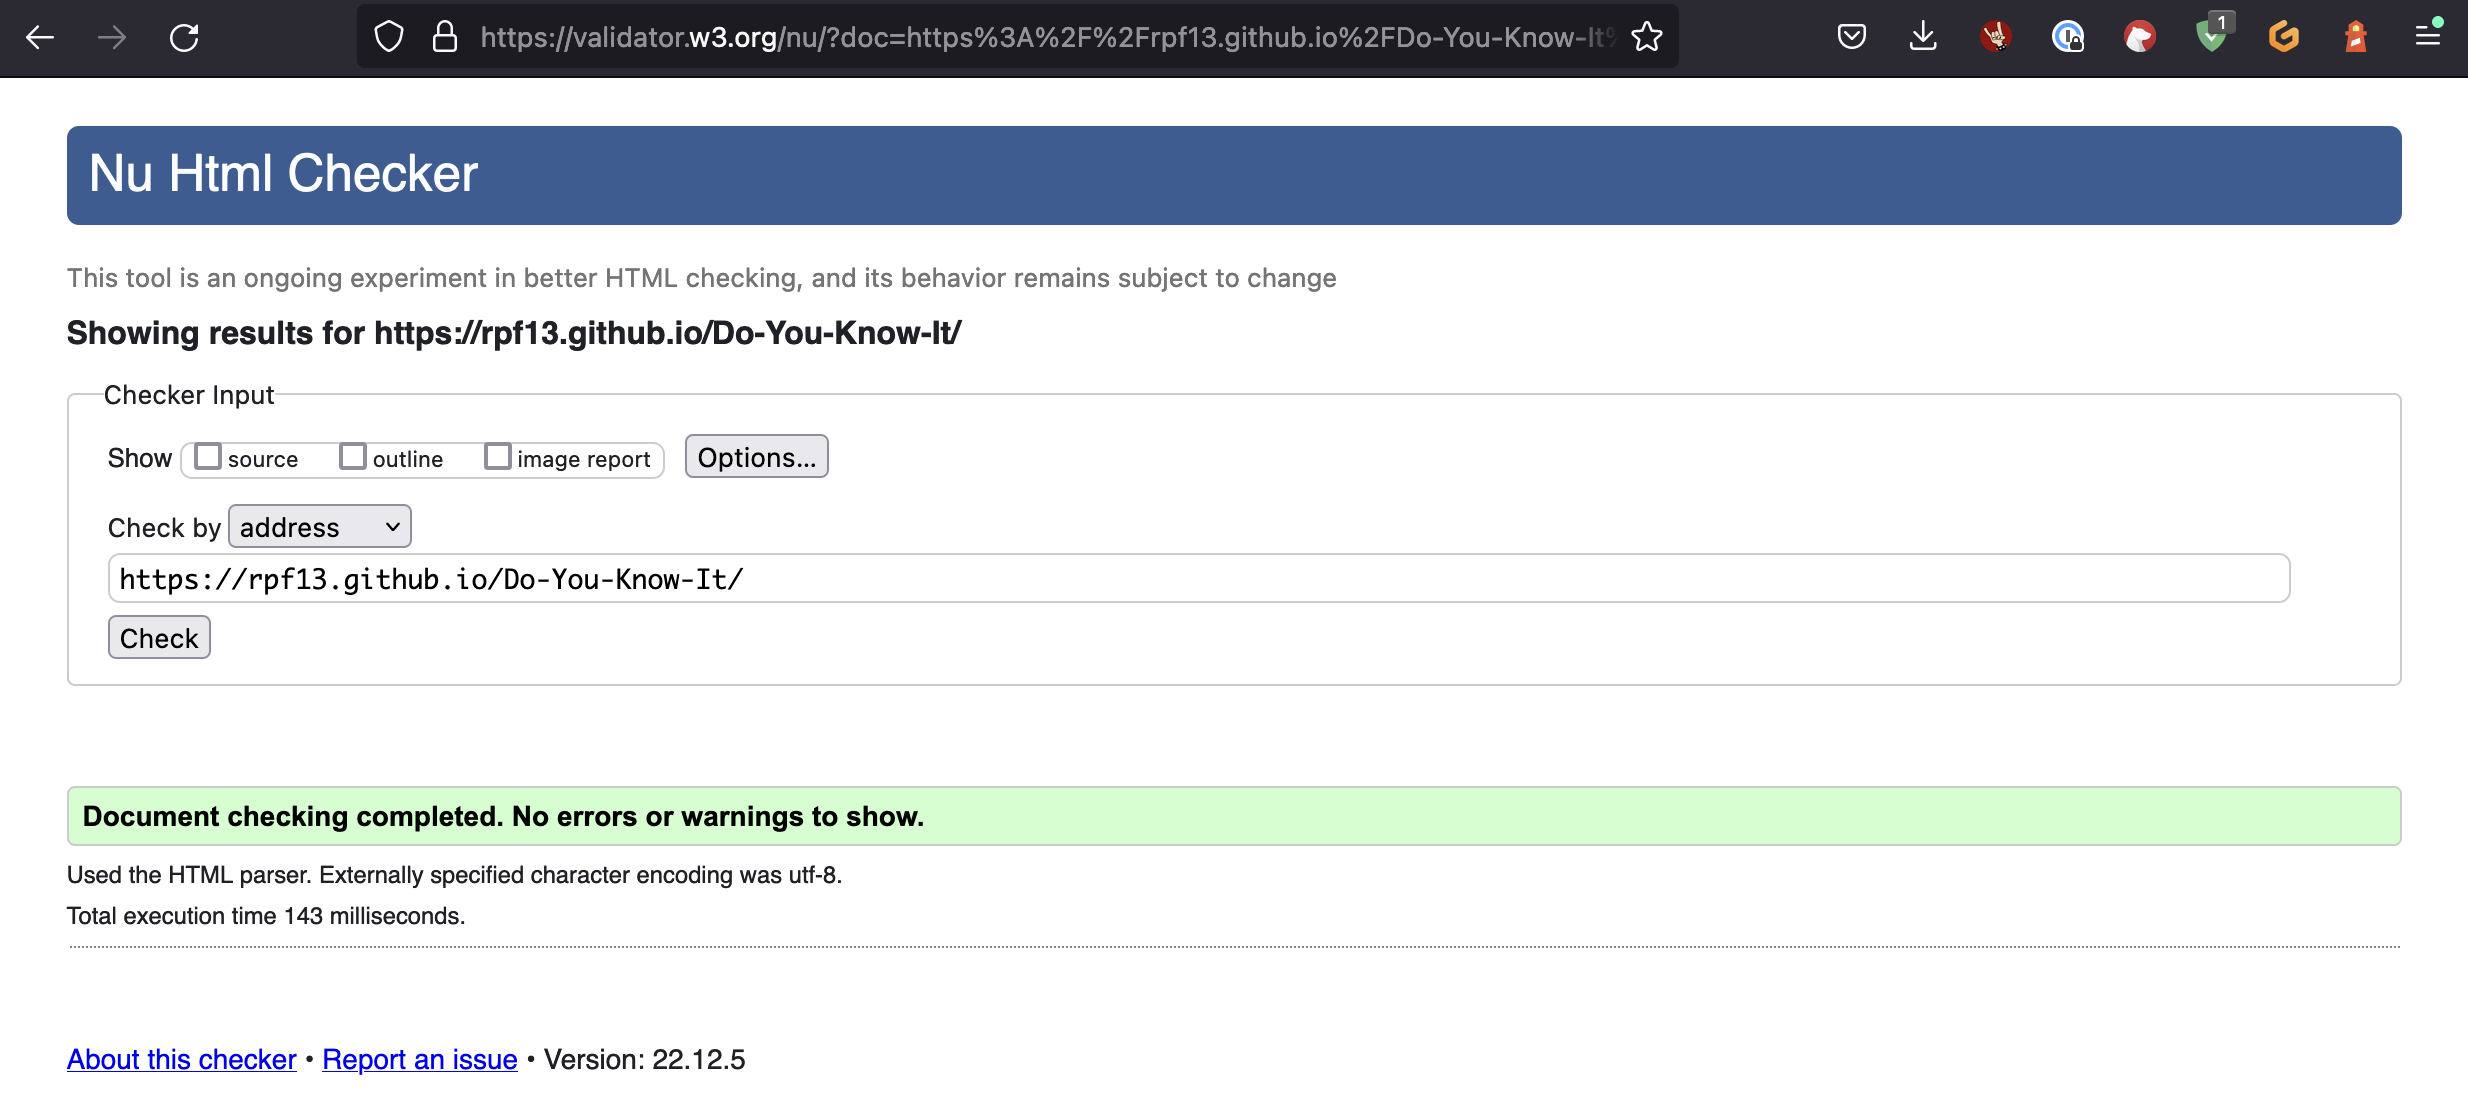 https://validator.w3.org/nu/?doc=https%3A%2F%2Frpf13.github.io%2FDo-You-Know-It%
1
Nu Html Checker
This tool is an ongoing experiment in better HTML checking, and its behavior remains subject to change
Showing results for https://rpf13.github.io/Do-You-Know-It/
Checker Input
Show source outline image report Options...
Check by address
https://rpf13.github.io/Do-You-Know-It/
Check
Document checking completed. No errors or warnings to show.
Used the HTML parser. Externally specified character encoding was utf-8.
Total execution time 143 milliseconds.
About this checker • Report an issue • Version: 22.12.5